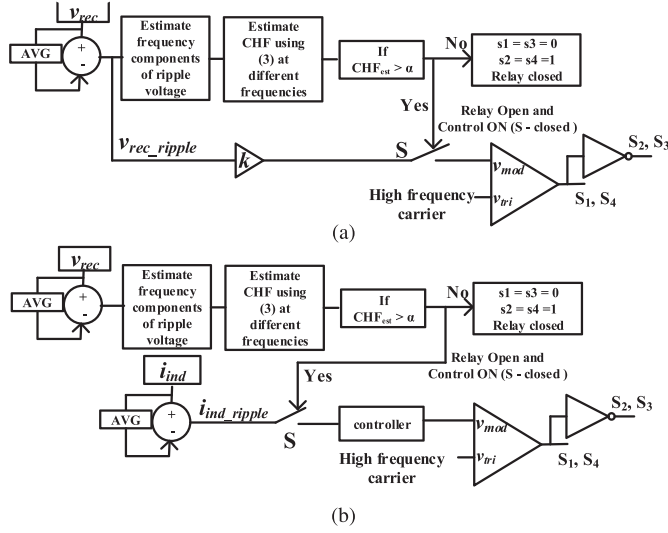 v_rec
AVG
+
-
Estimate
frequency
components
of ripple
voltage
Estimate
CHF using
(3) at
different
frequencies
If
CHF_est > α
No
s1 = s3 = 0
s2 = s4 =1
Relay closed
Yes
Relay Open and
Control ON (S - closed )
v_rec_ripple
k
S
v_mod
v_tri
High frequency
carrier
S₂, S₃
S₁, S₄
(a)
v_rec
AVG
+
-
Estimate
frequency
components
of ripple
voltage
Estimate
CHF using
(3) at
different
frequencies
If
CHF_est > α
No
s1 = s3 = 0
s2 = s4 =1
Relay closed
Relay Open and
Control ON (S - closed )
Yes
i_ind
AVG
+
-
i_ind_ripple
S
controller
v_mod
v_tri
High frequency
carrier
S₂, S₃
S₁, S₄
(b)